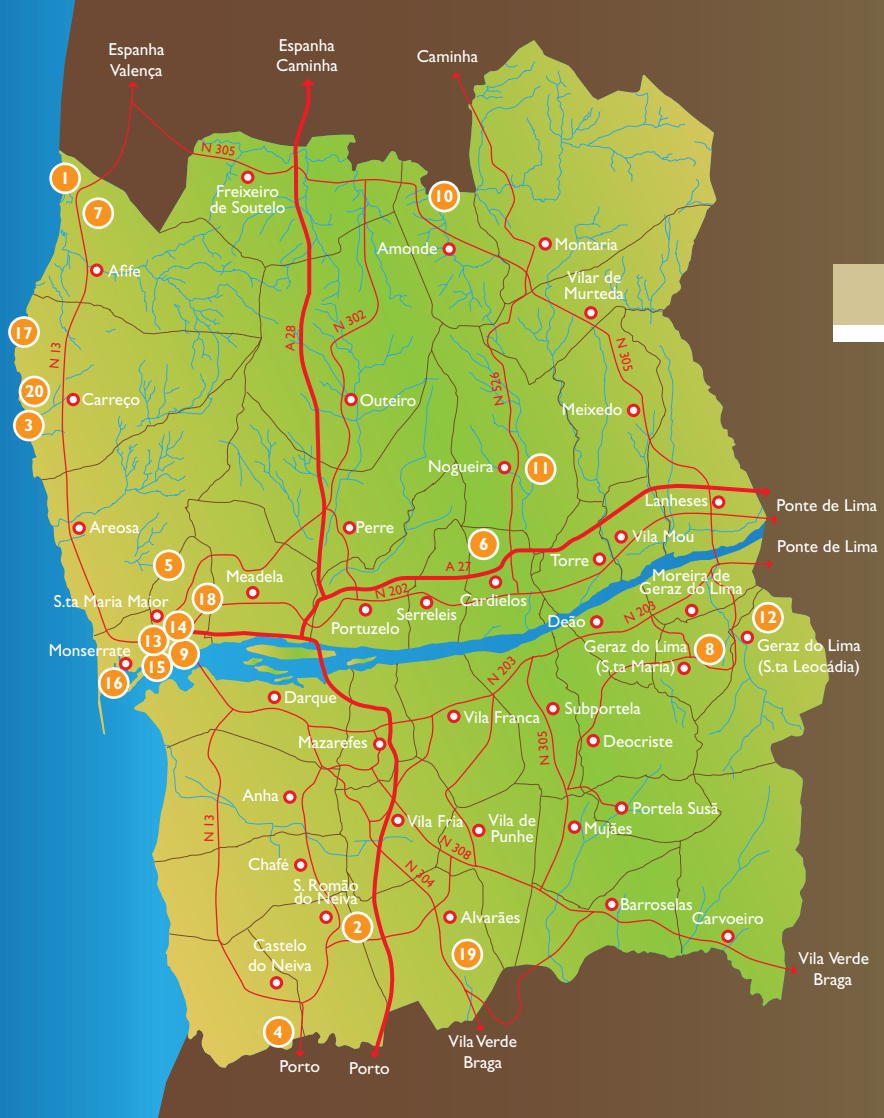 Espanha
Valença
Espanha
Caminha
Caminha
N 305
1
Freixeiro
de Soutelo
10
7
Amonde
Montaria
Afife
Vilar de
Murteda
17
N 302
A 28
N 13
N 305
N 526
20
Carreço
Outeiro
Meixedo
3
Nogueira
11
Lanheses
Ponte de Lima
Areosa
Perre
Vila Mou
6
Ponte de Lima
5
A 27
Torre
Meadela
Moreira de
Geraz do Lima
N 202
Cardielos
18
S.ta Maria Maior
Serreleis
Portuzelo
N 203
12
14
Deão
13
Monserrate
9
Geraz do Lima
(S.ta Maria)
8
Geraz do Lima
(S.ta Leocádia)
15
16
N 203
Darque
Vila Franca
Subportela
Mazarefes
N 305
Deocriste
Anha
Portela Susã
N 13
Vila Fria
Vila de
Punhe
Mujães
N 308
Chafé
N 304
S. Romão
do Neiva
Barroselas
2
Alvarães
Carvoeiro
Castelo
do Neiva
19
Vila Verde
Braga
4
Vila Verde
Braga
Porto
Porto